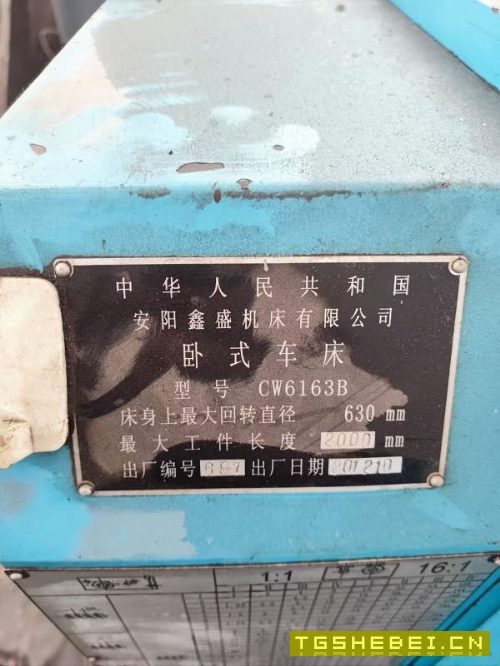 中华人民共和国
安阳鑫盛机床有限公司
卧式车床
型号 CW6163B
床身上最大回转直径 630 mm
最大工件长度 2000 mm
出厂编号 691 出厂日期 201210
1:1 16:1
TGSHEBEI.CN